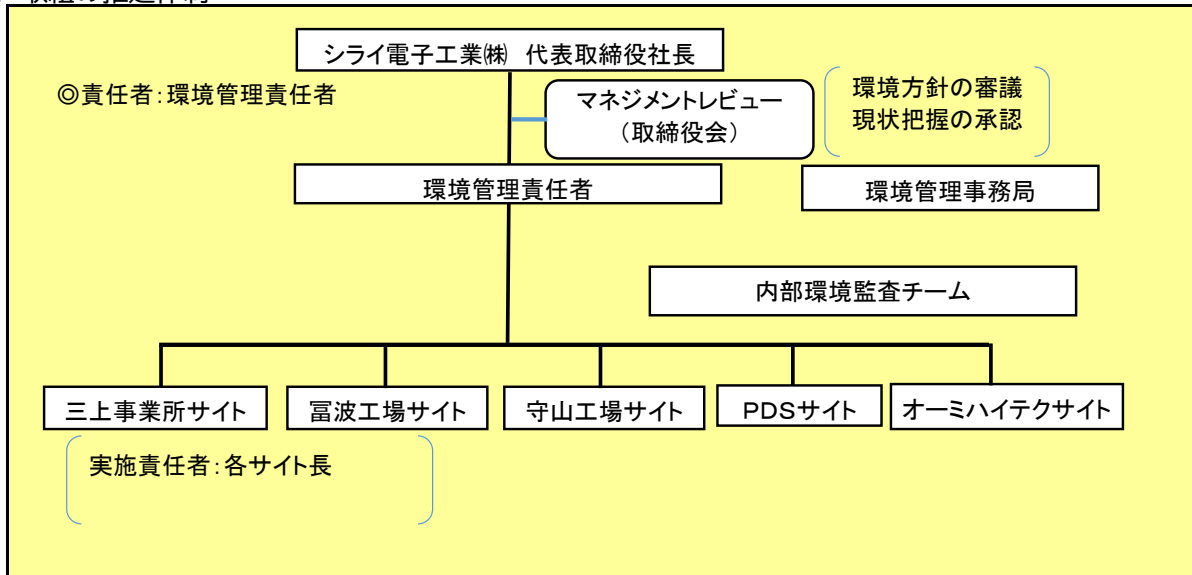 シライ電子工業㈱ 代表取締役社長
◎責任者:環境管理責任者
マネジメントレビュー
(取締役会)
環境方針の審議
現状把握の承認
環境管理責任者
環境管理事務局
内部環境監査チーム
三上事業所サイト
冨波工場サイト
守山工場サイト
PDSサイト
オーミハイテクサイト
実施責任者:各サイト長